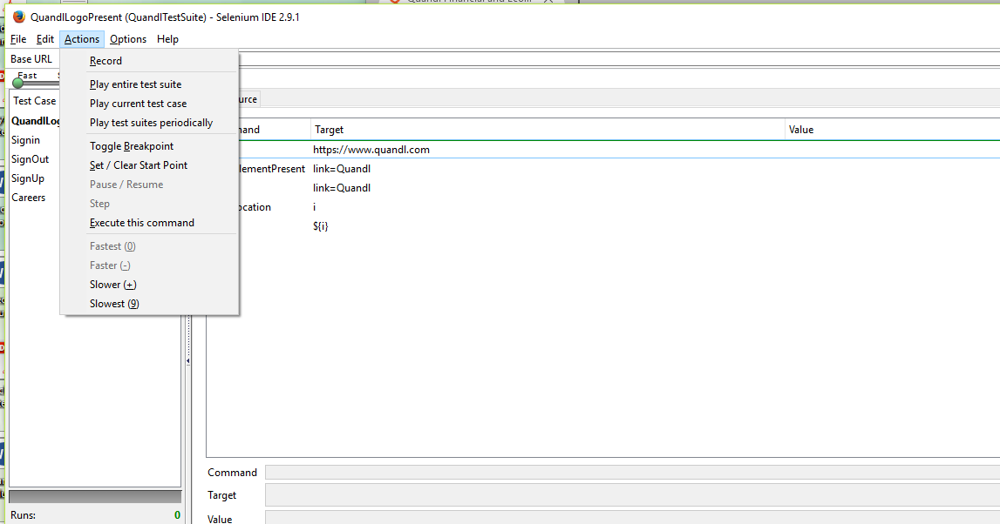 QuandlLogoPresent (QuandlTestSuite) - Selenium IDE 2.9.1
File Edit Actions Options Help
Base URL
Fast
Record
Play entire test suite
Play current test case
Play test suites periodically
Toggle Breakpoint
Set / Clear Start Point
Pause / Resume
Step
Execute this command
Fastest (0)
Faster (-)
Slower (+)
Slowest (9)
Test Case
QuandlLog
Signin
SignOut
SignUp
Careers
urce
nand Target Value
https://www.quandl.com
lementPresent link=Quandl
link=Quandl
ocation i
${i}
Command
Target
Value
Runs: 0